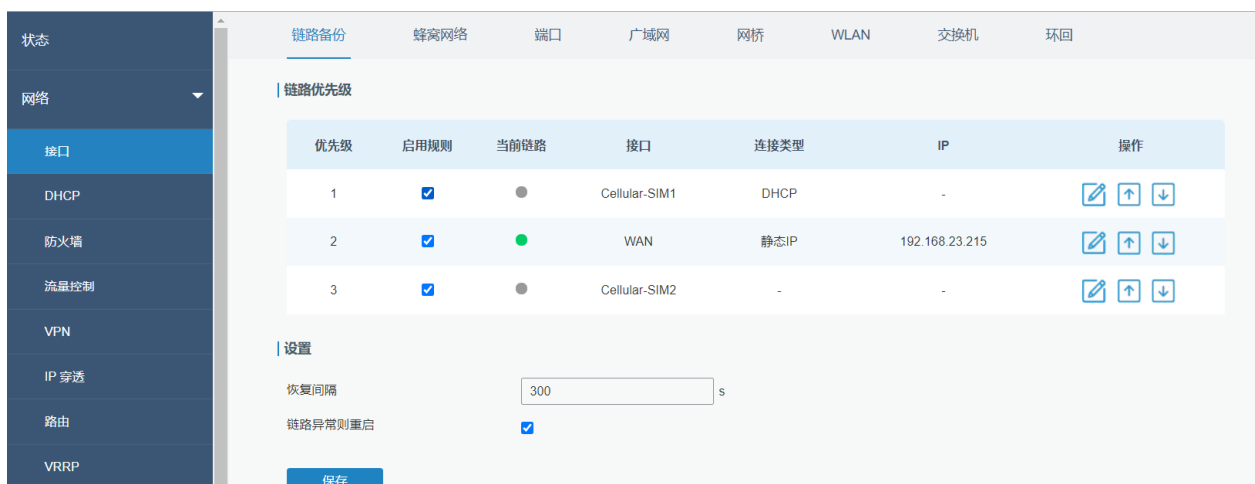 状态
网络
接口
DHCP
防火墙
流量控制
VPN
IP 穿透
路由
VRRP
链路备份 蜂窝网络 端口 广域网 网桥 WLAN 交换机 环回
链路优先级
优先级 启用规则 当前链路 接口 连接类型 IP 操作
1 Cellular-SIM1 DHCP -
2 WAN 静态IP 192.168.23.215
3 Cellular-SIM2 - -
设置
恢复间隔 300 s
链路异常则重启
保存